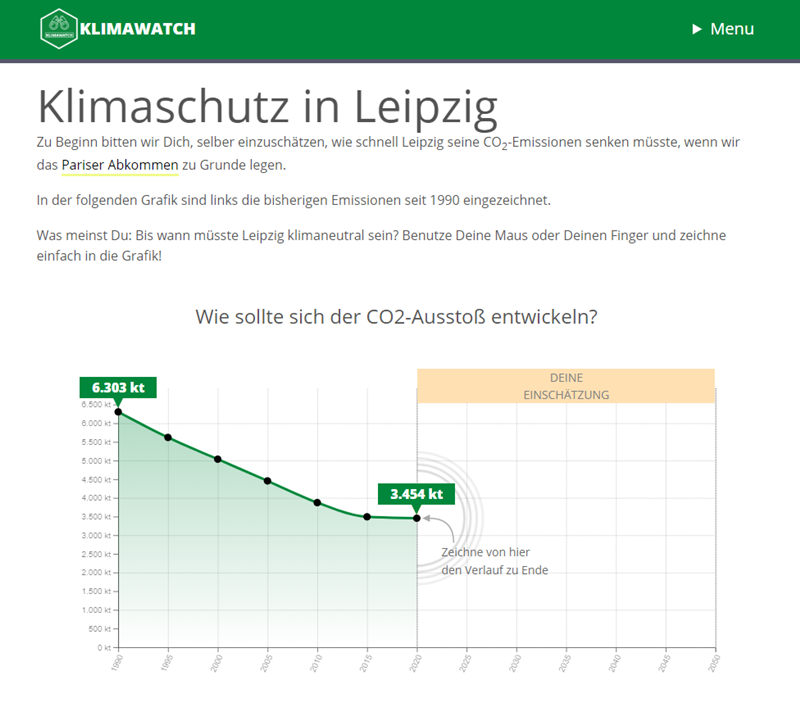 KLIMAWATCH
KLIMAWATCH
▶ Menu
Klimaschutz in Leipzig
Zu Beginn bitten wir Dich, selber einzuschätzen, wie schnell Leipzig seine CO₂-Emissionen senken müsste, wenn wir
das Pariser Abkommen zu Grunde legen.
In der folgenden Grafik sind links die bisherigen Emissionen seit 1990 eingezeichnet.
Was meinst Du: Bis wann müsste Leipzig klimaneutral sein? Benutze Deine Maus oder Deinen Finger und zeichne
einfach in die Grafik!
Wie sollte sich der CO2-Ausstoß entwickeln?
DEINE
EINSCHÄTZUNG
6.303 kt
6.500 kt
6.000 kt
5.500 kt
5.000 kt
4.500 kt
4.000 kt
3.454 kt
3.500 kt
3.000 kt
Zeichne von hier
den Verlauf zu Ende
2.500 kt
2.000 kt
1.500 kt
1.000 kt
500 kt
0 kt
1990 1995 2000 2005 2010 2015 2020 2025 2030 2035 2040 2045 2050